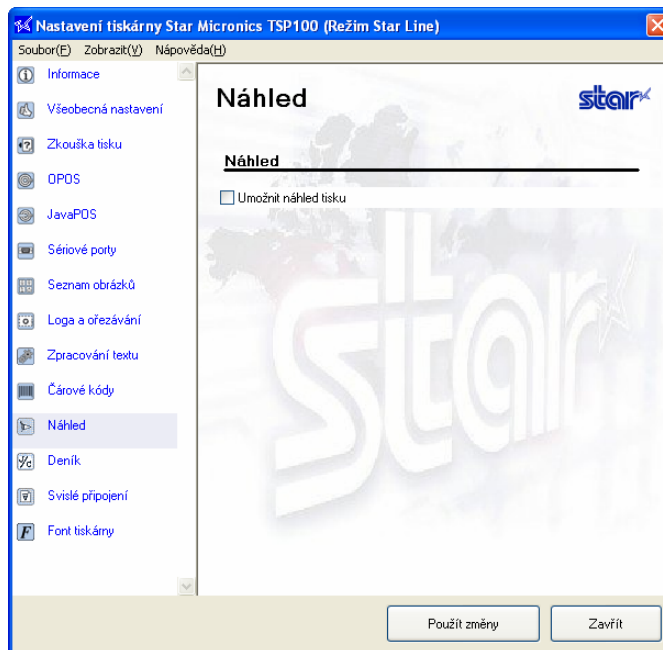 Nastavení tiskárny Star Micronics TSP100 (Režim Star Line)
Soubor(F) Zobrazit(V) Nápověda(H)
Informace
Všeobecná nastavení
Zkouška tisku
OPOS
JavaPOS
Sériové porty
Seznam obrázků
Loga a ořezávání
Zpracování textu
Čárové kódy
Náhled
Deník
Svislé připojení
Font tiskárny
Náhled
star
Náhled
Umožnit náhled tisku
star
Použít změny
Zavřít